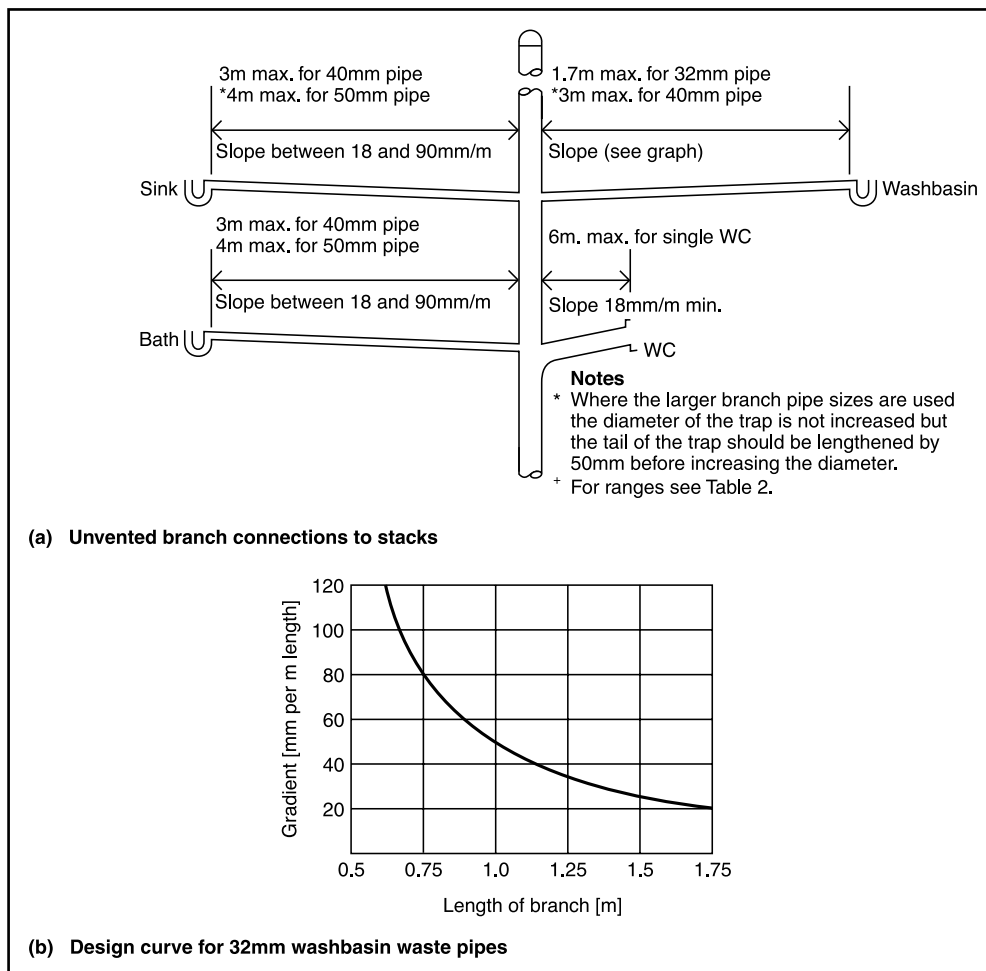 3m max. for 40mm pipe
*4m max. for 50mm pipe
1.7m max. for 32mm pipe
*3m max. for 40mm pipe
Slope between 18 and 90mm/m
Slope (see graph)
Sink
Washbasin
3m max. for 40mm pipe
4m max. for 50mm pipe
6m. max. for single WC
Slope between 18 and 90mm/m
Slope 18mm/m min.
Bath
WC
Notes
* Where the larger branch pipe sizes are used
the diameter of the trap is not increased but
the tail of the trap should be lengthened by
50mm before increasing the diameter.
+ For ranges see Table 2.
(a) Unvented branch connections to stacks
Gradient [mm per m length]
120
100
80
60
40
20
0.5 0.75 1.0 1.25 1.5 1.75
Length of branch [m]
(b) Design curve for 32mm washbasin waste pipes